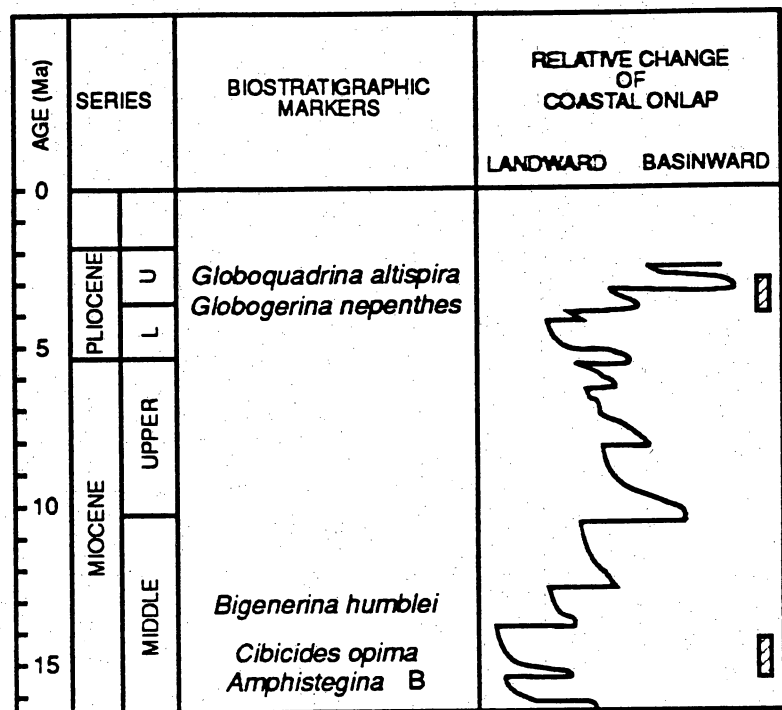 AGE (Ma)
SERIES
BIOSTRATIGRAPHIC
MARKERS
RELATIVE CHANGE
OF
COASTAL ONLAP
LANDWARD BASINWARD
0
PLIOCENE
U
L
Globoquadrina altispira
Globogerina nepenthes
5
MIOCENE
UPPER
10
MIDDLE
Bigenerina humblei
15
Cibicides opima
Amphistegina B